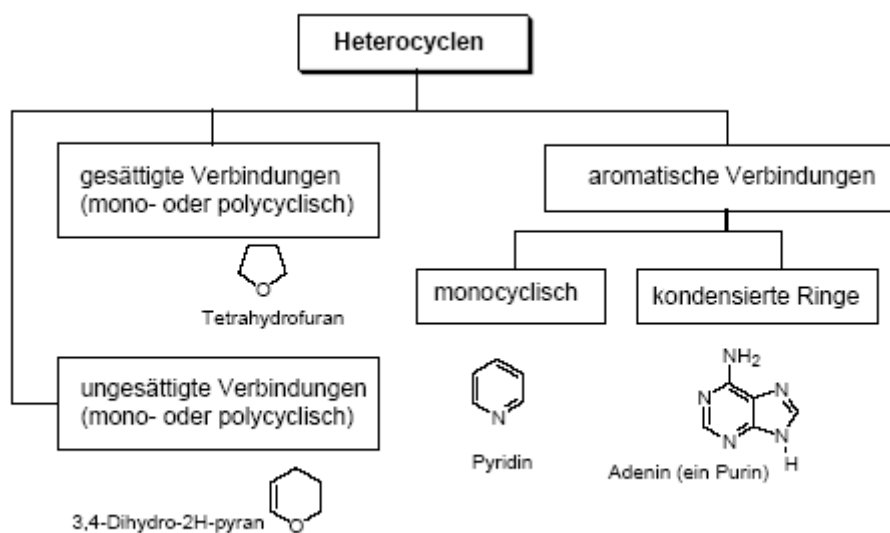 Heterocyclen
gesättigte Verbindungen
(mono- oder polycyclisch)
O
Tetrahydrofuran
ungesättigte Verbindungen
(mono- oder polycyclisch)
O
3,4-Dihydro-2H-pyran
aromatische Verbindungen
monocyclisch
kondensierte Ringe
N
Pyridin
NH2
N
N
N
N
H
Adenin (ein Purin)